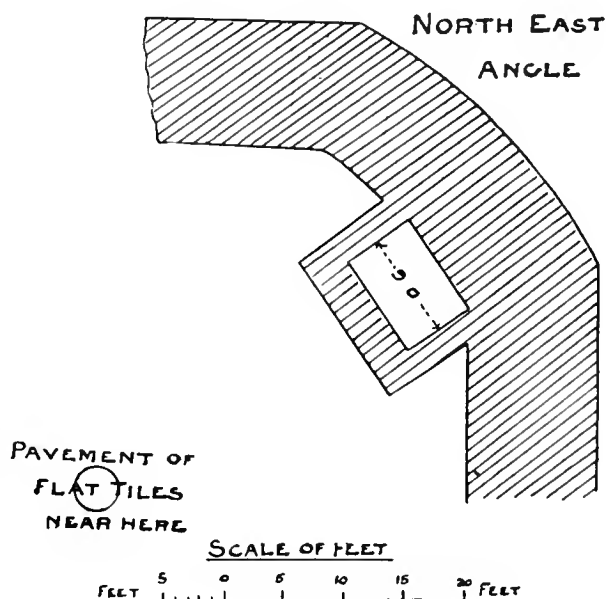 NORTH EAST
ANGLE
9 0
PAVEMENT OF
FLAT TILES
NEAR HERE
SCALE OF FEET
FEET 5 0 5 10 15 20 FEET